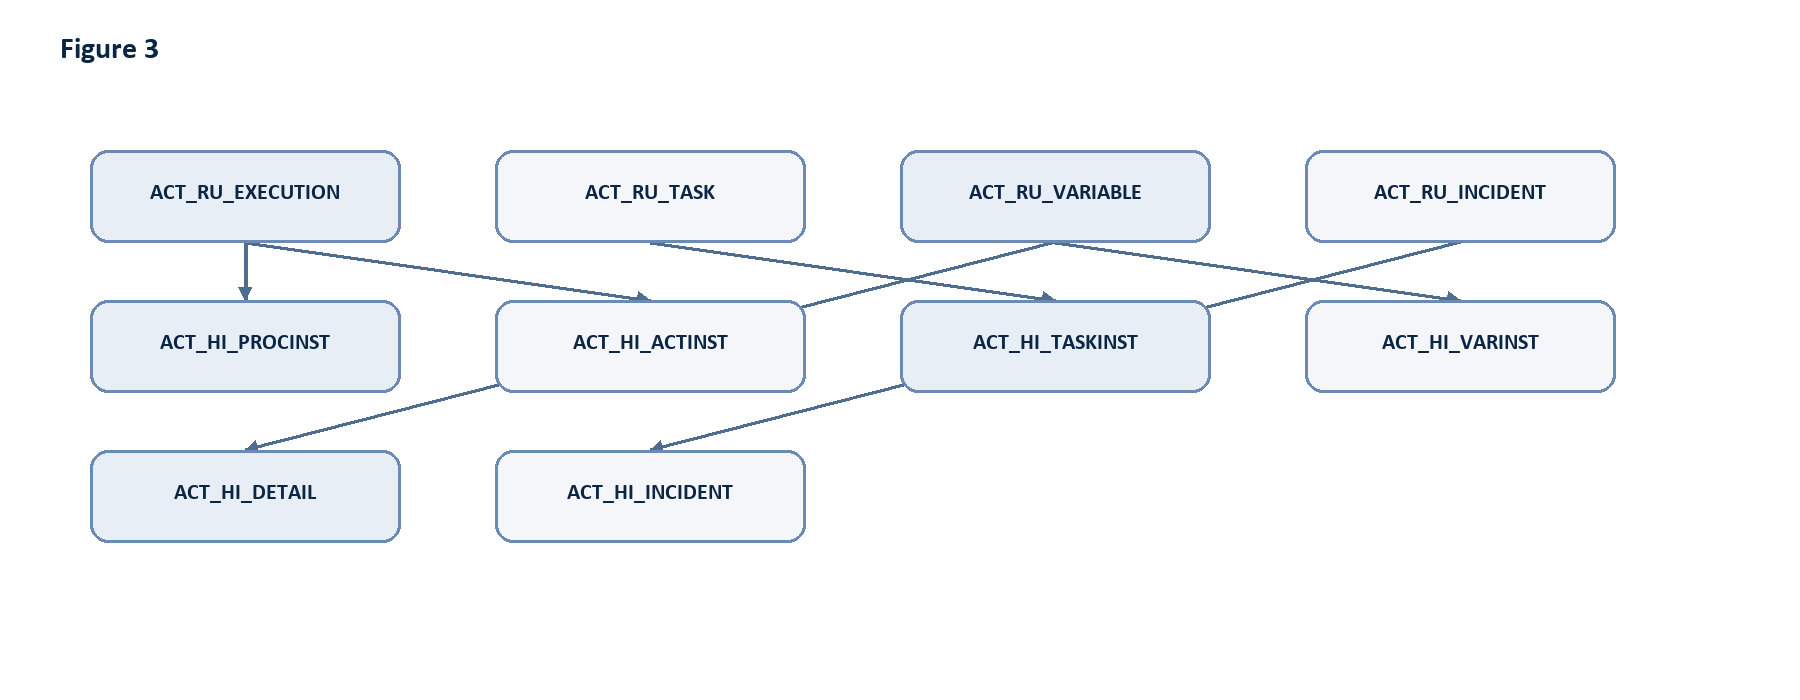 Figure 3
ACT_RU_EXECUTION
ACT_RU_TASK
ACT_RU_VARIABLE
ACT_RU_INCIDENT
ACT_HI_PROCINST
ACT_HI_ACTINST
ACT_HI_TASKINST
ACT_HI_VARINST
ACT_HI_DETAIL
ACT_HI_INCIDENT